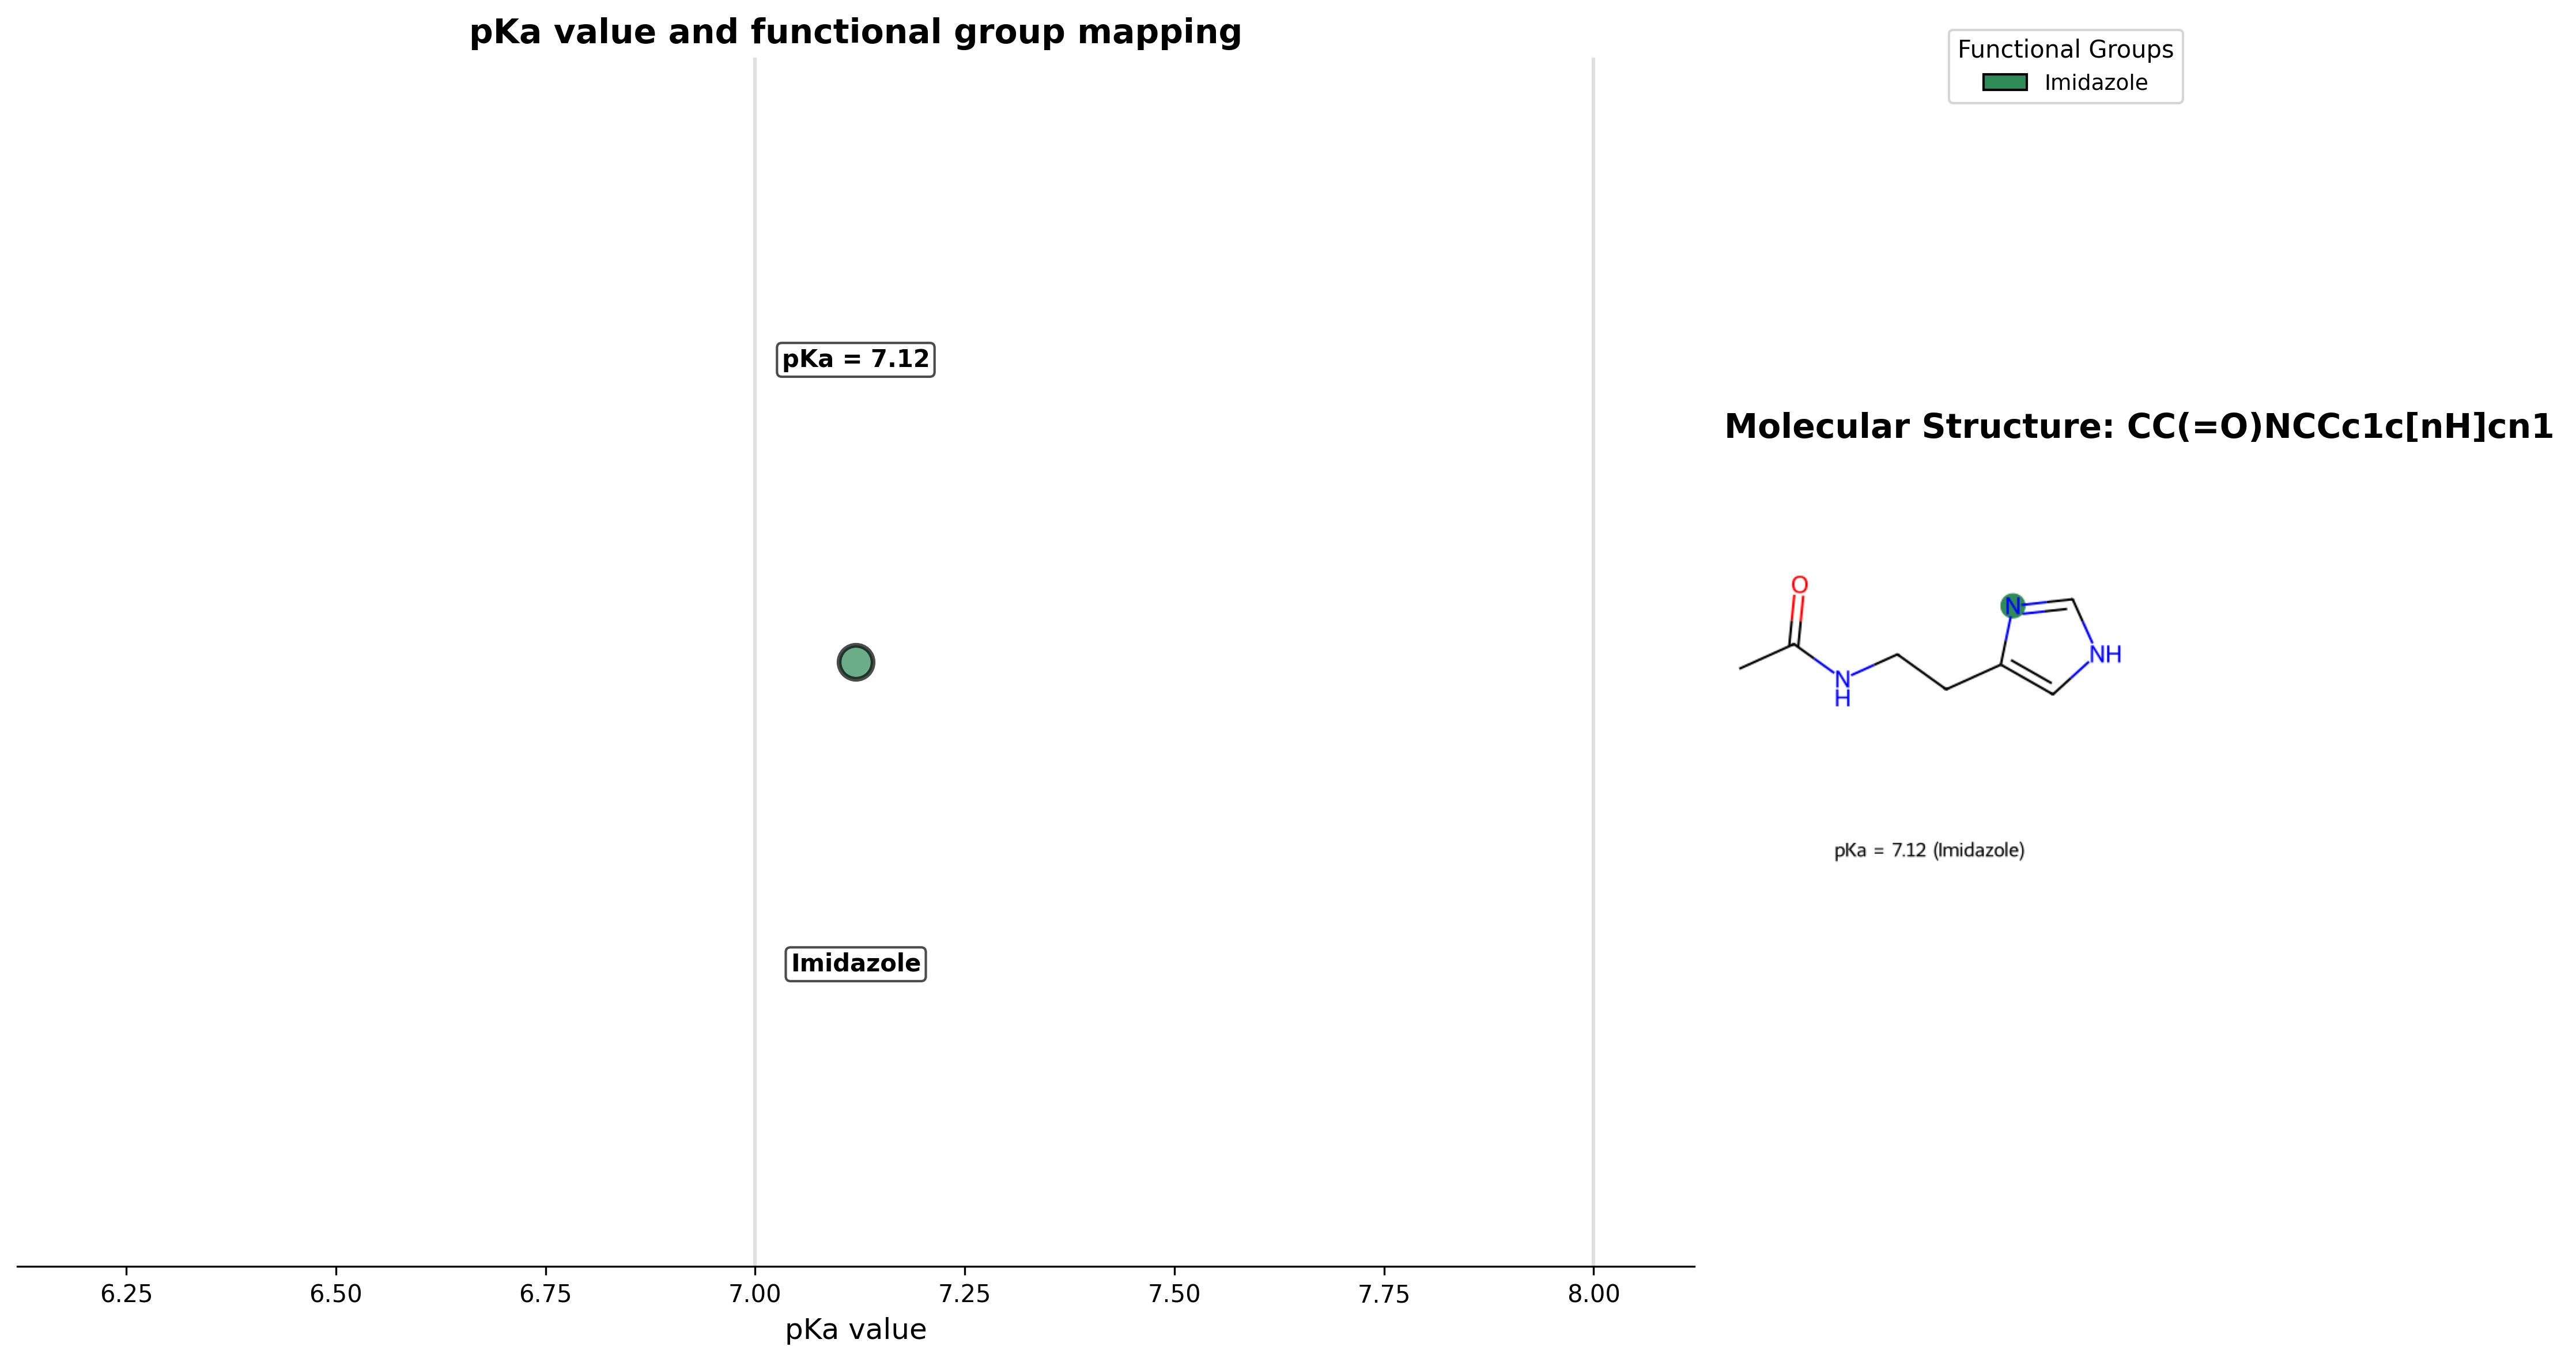 pKa value and functional group mapping
Functional Groups
Imidazole
pKa = 7.12
Molecular Structure: CC(=O)NCCc1c[nH]cn1
O
N
NH
N
H
pKa = 7.12 (Imidazole)
Imidazole
6.25 6.50 6.75 7.00 7.25 7.50 7.75 8.00
pKa value